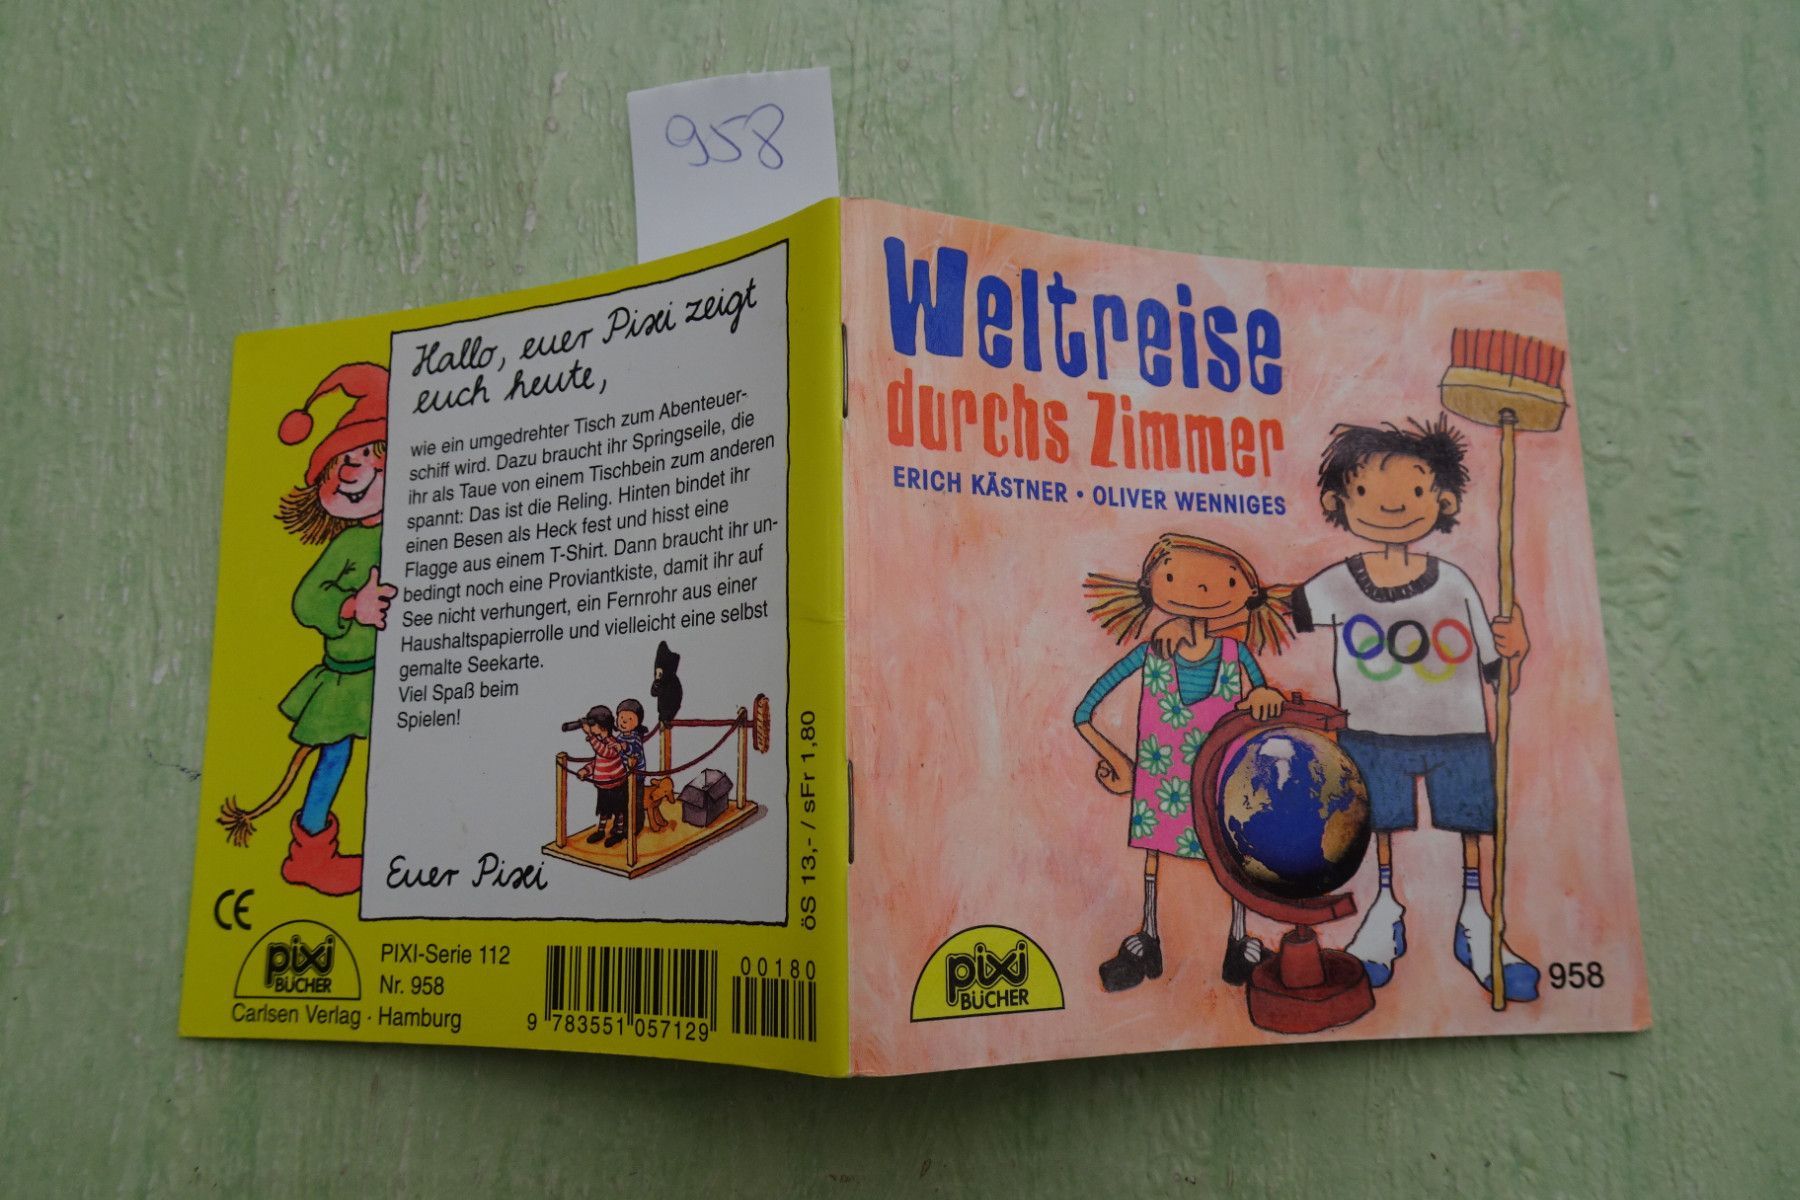 958
Hallo, euer Pixi zeigt
euch heute,
wie ein umgedrehter Tisch zum Abenteuer-
schiff wird. Dazu braucht ihr Springseile, die
ihr als Taue von einem Tischbein zum anderen
spannt: Das ist die Reling. Hinten bindet ihr
einen Besen als Heck fest und hisst eine
Flagge aus einem T-Shirt. Dann braucht ihr un-
bedingt noch eine Proviantkiste, damit ihr auf
See nicht verhungert, ein Fernrohr aus einer
Haushaltspapierrolle und vielleicht eine selbst
gemalte Seekarte.
Viel Spaß beim
Spielen!
Euer Pixi
öS 13,- / sFr 1,80
CE
pixi
BÜCHER
Carlsen Verlag · Hamburg
PIXI-Serie 112
Nr. 958
9 783551 057129
00180
Weltreise
durchs Zimmer
ERICH KÄSTNER • OLIVER WENNIGES
pixi
BÜCHER
958